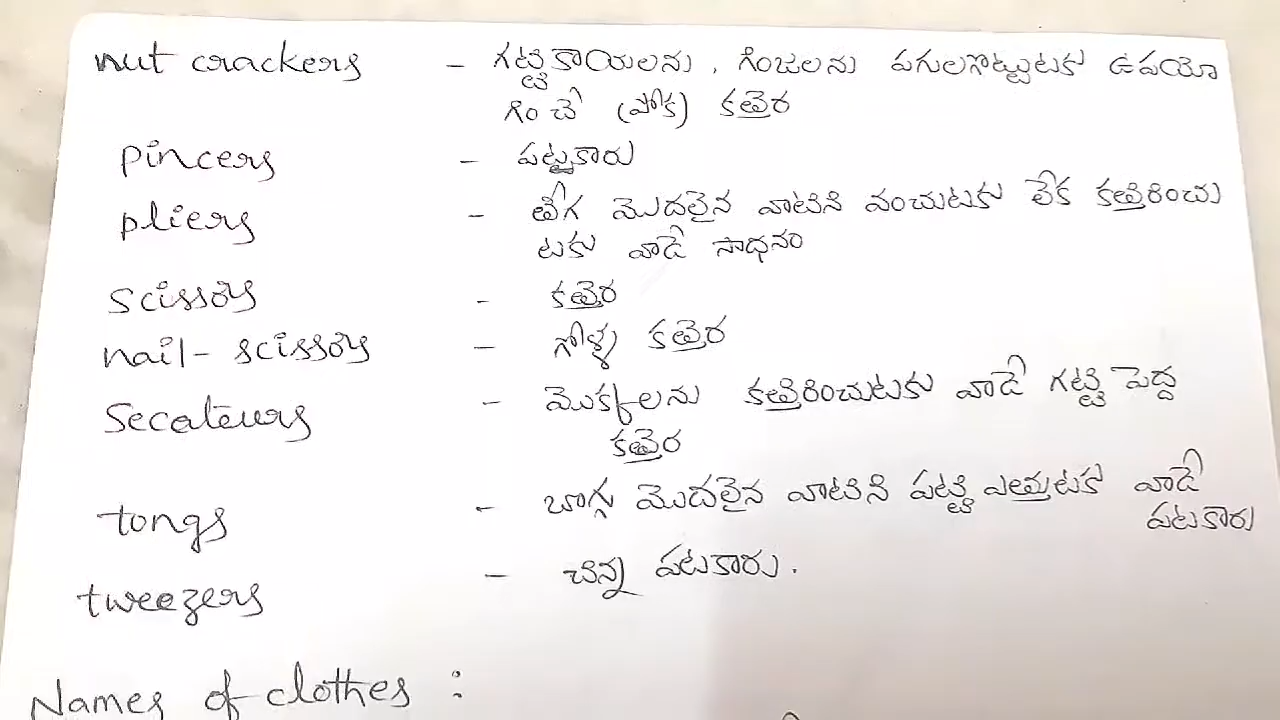 nut crackers - గట్టికాయలను, గింజలను పగులగొట్టుటకు ఉపయో
గించే (పోక) కత్తెర
pincers - పట్టుకారు
pliers - తీగ మొదలైన వాటిని వంచుటకు లేక కత్తిరించు
టకు వాడే సాధనం
scissors - కత్తెర
nail-scissors - గోళ్ళ కత్తెర
Secateurs - మొక్కలను కత్తిరించుటకు వాడే గట్టి పెద్ద
కత్తెర
tongs - బొగ్గు మొదలైన వాటిని పట్టి ఎత్తుటకు వాడే
పటకారు
tweezers - చిన్న పటకారు.
Names of clothes :